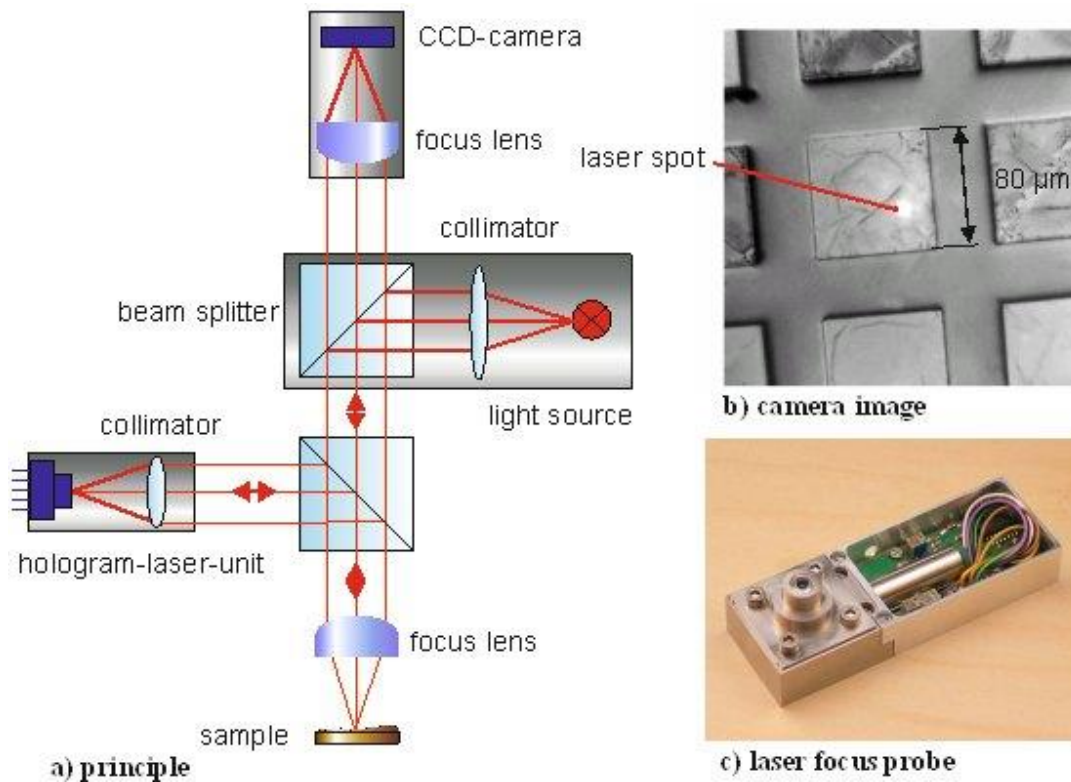 CCD-camera
focus lens
collimator
beam splitter
light source
collimator
hologram-laser-unit
focus lens
sample
a) principle
laser spot
80 µm
b) camera image
c) laser focus probe